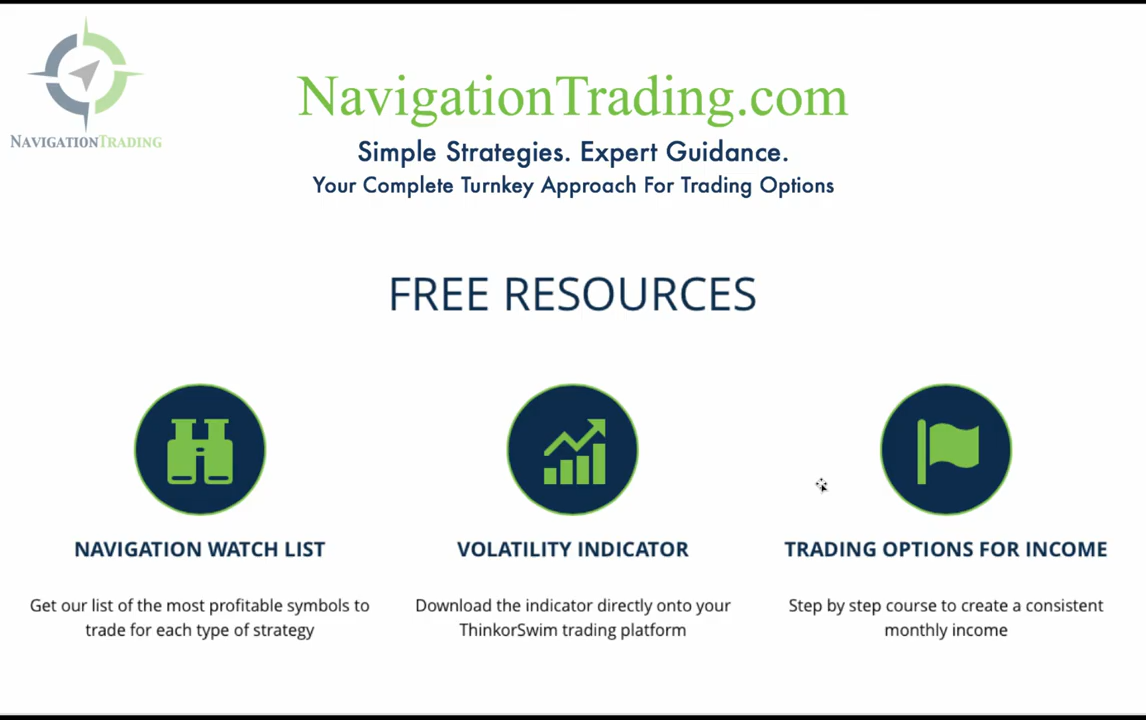 NAVIGATIONTRADING
NavigationTrading.com
Simple Strategies. Expert Guidance.
Your Complete Turnkey Approach For Trading Options
FREE RESOURCES
NAVIGATION WATCH LIST
Get our list of the most profitable symbols to
trade for each type of strategy
VOLATILITY INDICATOR
Download the indicator directly onto your
ThinkorSwim trading platform
TRADING OPTIONS FOR INCOME
Step by step course to create a consistent
monthly income